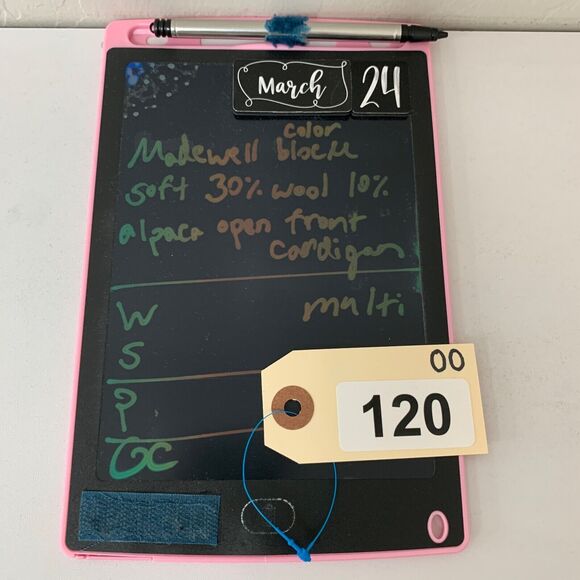 March 24
color
Madewell block
soft 30% wool 10%
alpaca open front
cardigan
W multi
S
P
GC
00
120